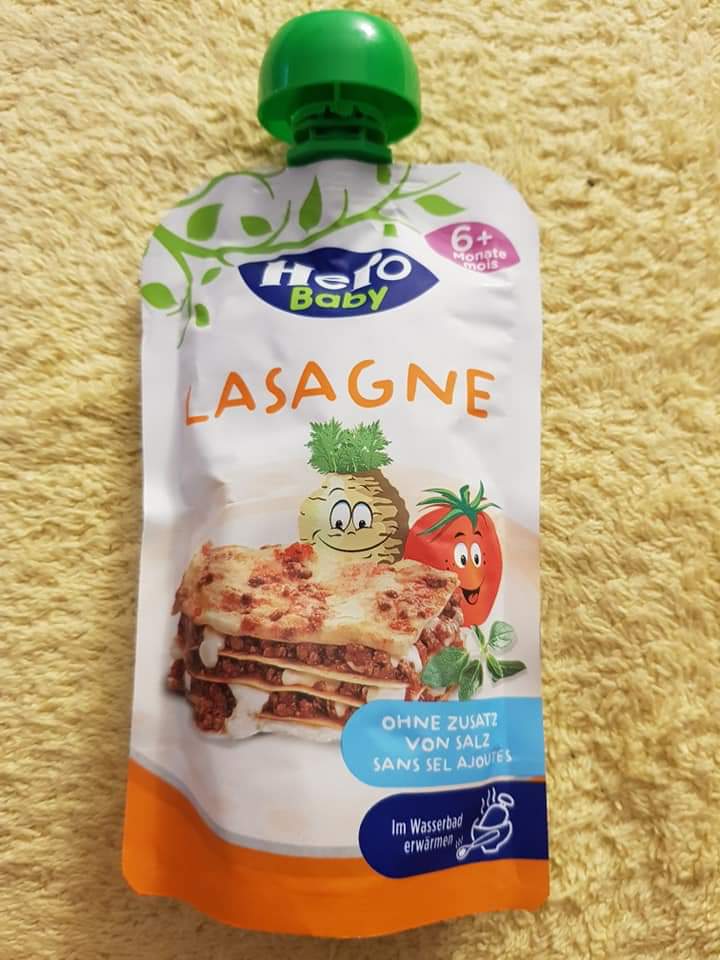 Hero
Baby
6+
Monate
mois
LASAGNE
OHNE ZUSATZ
VON SALZ
SANS SEL AJOUTÉS
Im Wasserbad
erwärmen